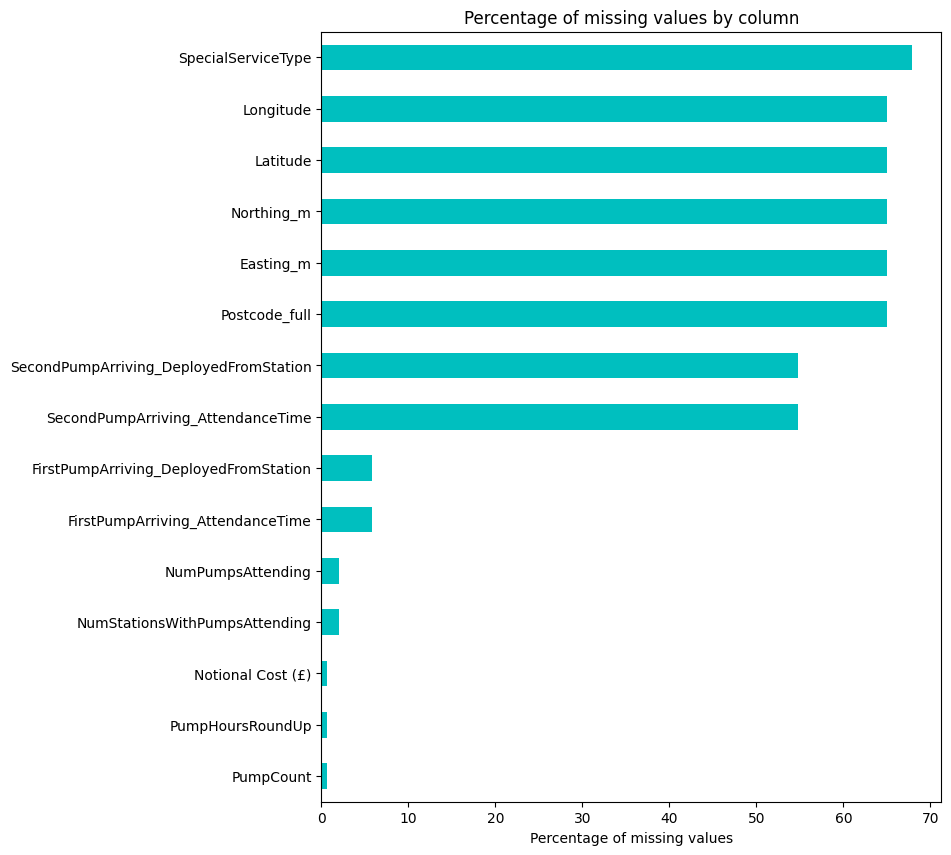 Percentage of missing values by column
SpecialServiceType
Longitude
Latitude
Northing_m
Easting_m
Postcode_full
SecondPumpArriving_DeployedFromStation
SecondPumpArriving_AttendanceTime
FirstPumpArriving_DeployedFromStation
FirstPumpArriving_AttendanceTime
NumPumpsAttending
NumStationsWithPumpsAttending
Notional Cost (£)
PumpHoursRoundUp
PumpCount
0 10 20 30 40 50 60 70
Percentage of missing values